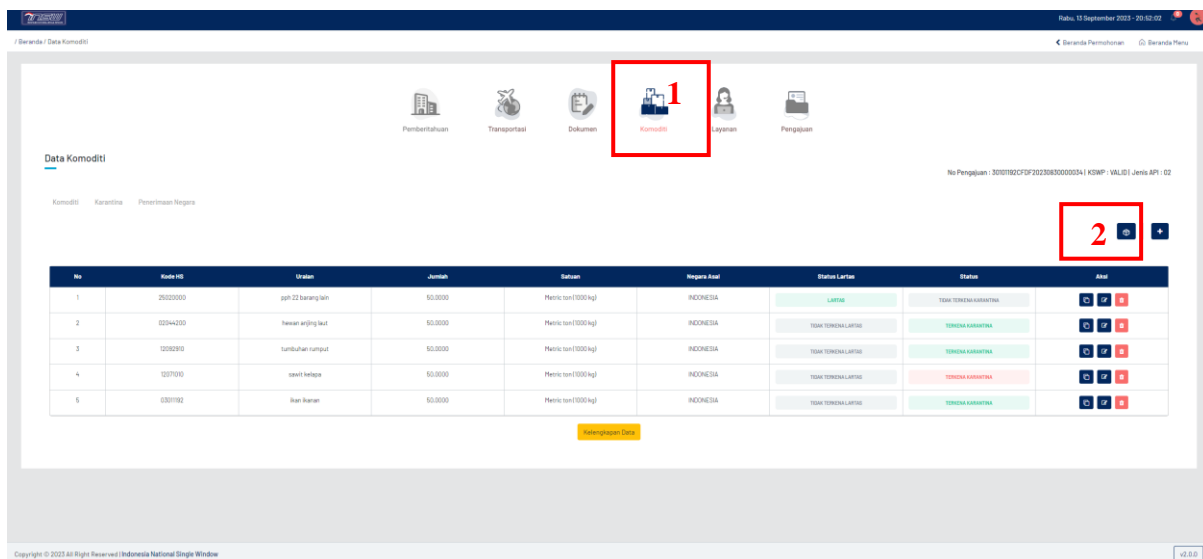 Rabu, 13 September 2023 - 20:52:02
/ Beranda / Data Komoditi
Beranda Permohonan
Beranda Menu
1
Pemberitahuan
Transportasi
Dokumen
Komoditi
Layanan
Pengajuan
Data Komoditi
No Pengajuan : 30101192CFDF20230830000034 | KSWP : VALID | Jenis API : 02
Komoditi Karantina Penerimaan Negara
2
No Kode HS Uraian Jumlah Satuan Negara Asal Status Lartas Status Aksi
1 25020000 pph 22 barang lain 50.0000 Metric ton (1000 kg) INDONESIA LARTAS TIDAK TERKENA KARANTINA
2 02044200 hewan anjing laut 50.0000 Metric ton (1000 kg) INDONESIA TIDAK TERKENA LARTAS TERKENA KARANTINA
3 12092910 tumbuhan rumput 50.0000 Metric ton (1000 kg) INDONESIA TIDAK TERKENA LARTAS TERKENA KARANTINA
4 12071010 sawit kelapa 50.0000 Metric ton (1000 kg) INDONESIA TIDAK TERKENA LARTAS TERKENA KARANTINA
5 03011192 ikan ikanan 50.0000 Metric ton (1000 kg) INDONESIA TIDAK TERKENA LARTAS TERKENA KARANTINA
Kelengkapan Data
Copyright © 2023 All Right Reserved | Indonesia National Single Window
v2.0.0